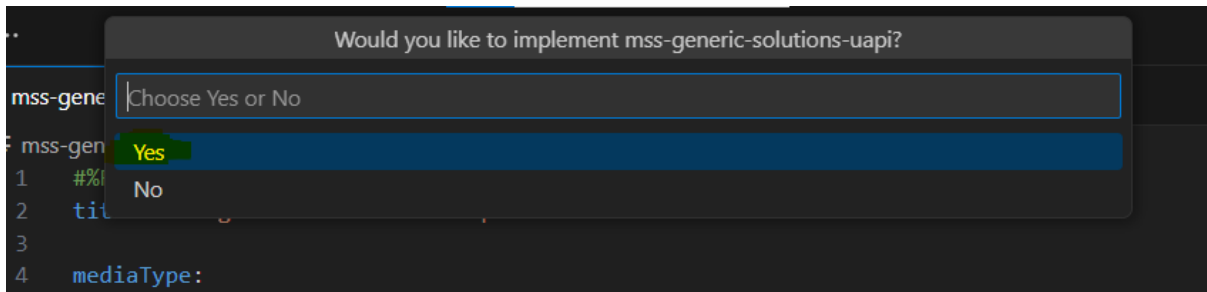 ..
Would you like to implement mss-generic-solutions-uapi?
mss-gene
Choose Yes or No
mss-gen
Yes
1 #%
No
2 tit
3
4 mediaType: